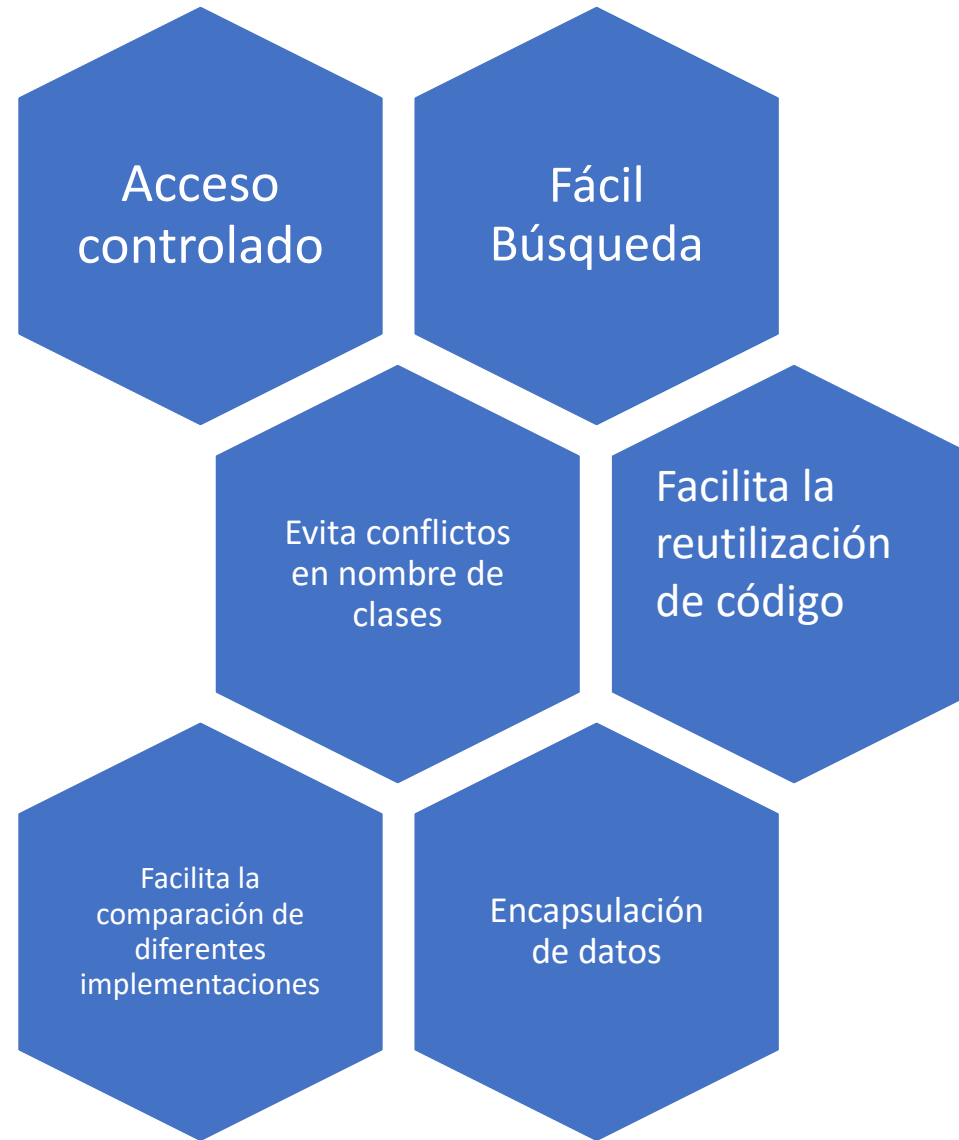 Acceso
controlado
Fácil
Búsqueda
Evita conflictos
en nombre de
clases
Facilita la
reutilización
de código
Facilita la
comparación de
diferentes
implementaciones
Encapsulación
de datos